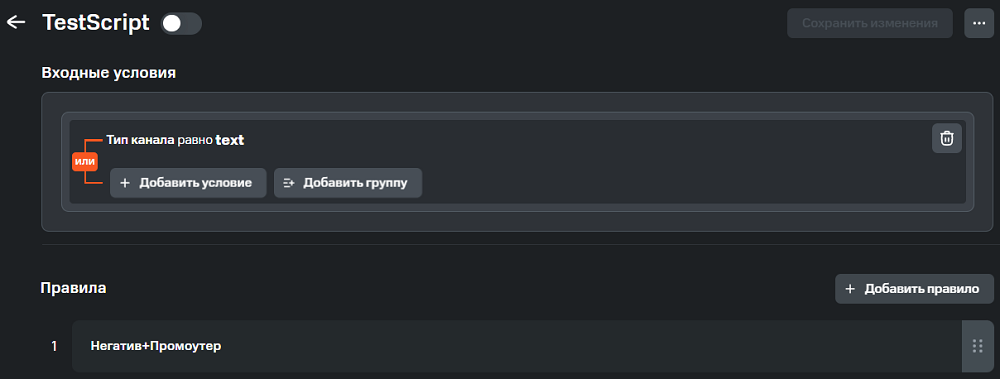 TestScript
Сохранить изменения
Входные условия
Тип канала равно text
или
Добавить условие
Добавить группу
Правила
Добавить правило
1
Негатив+Промоутер